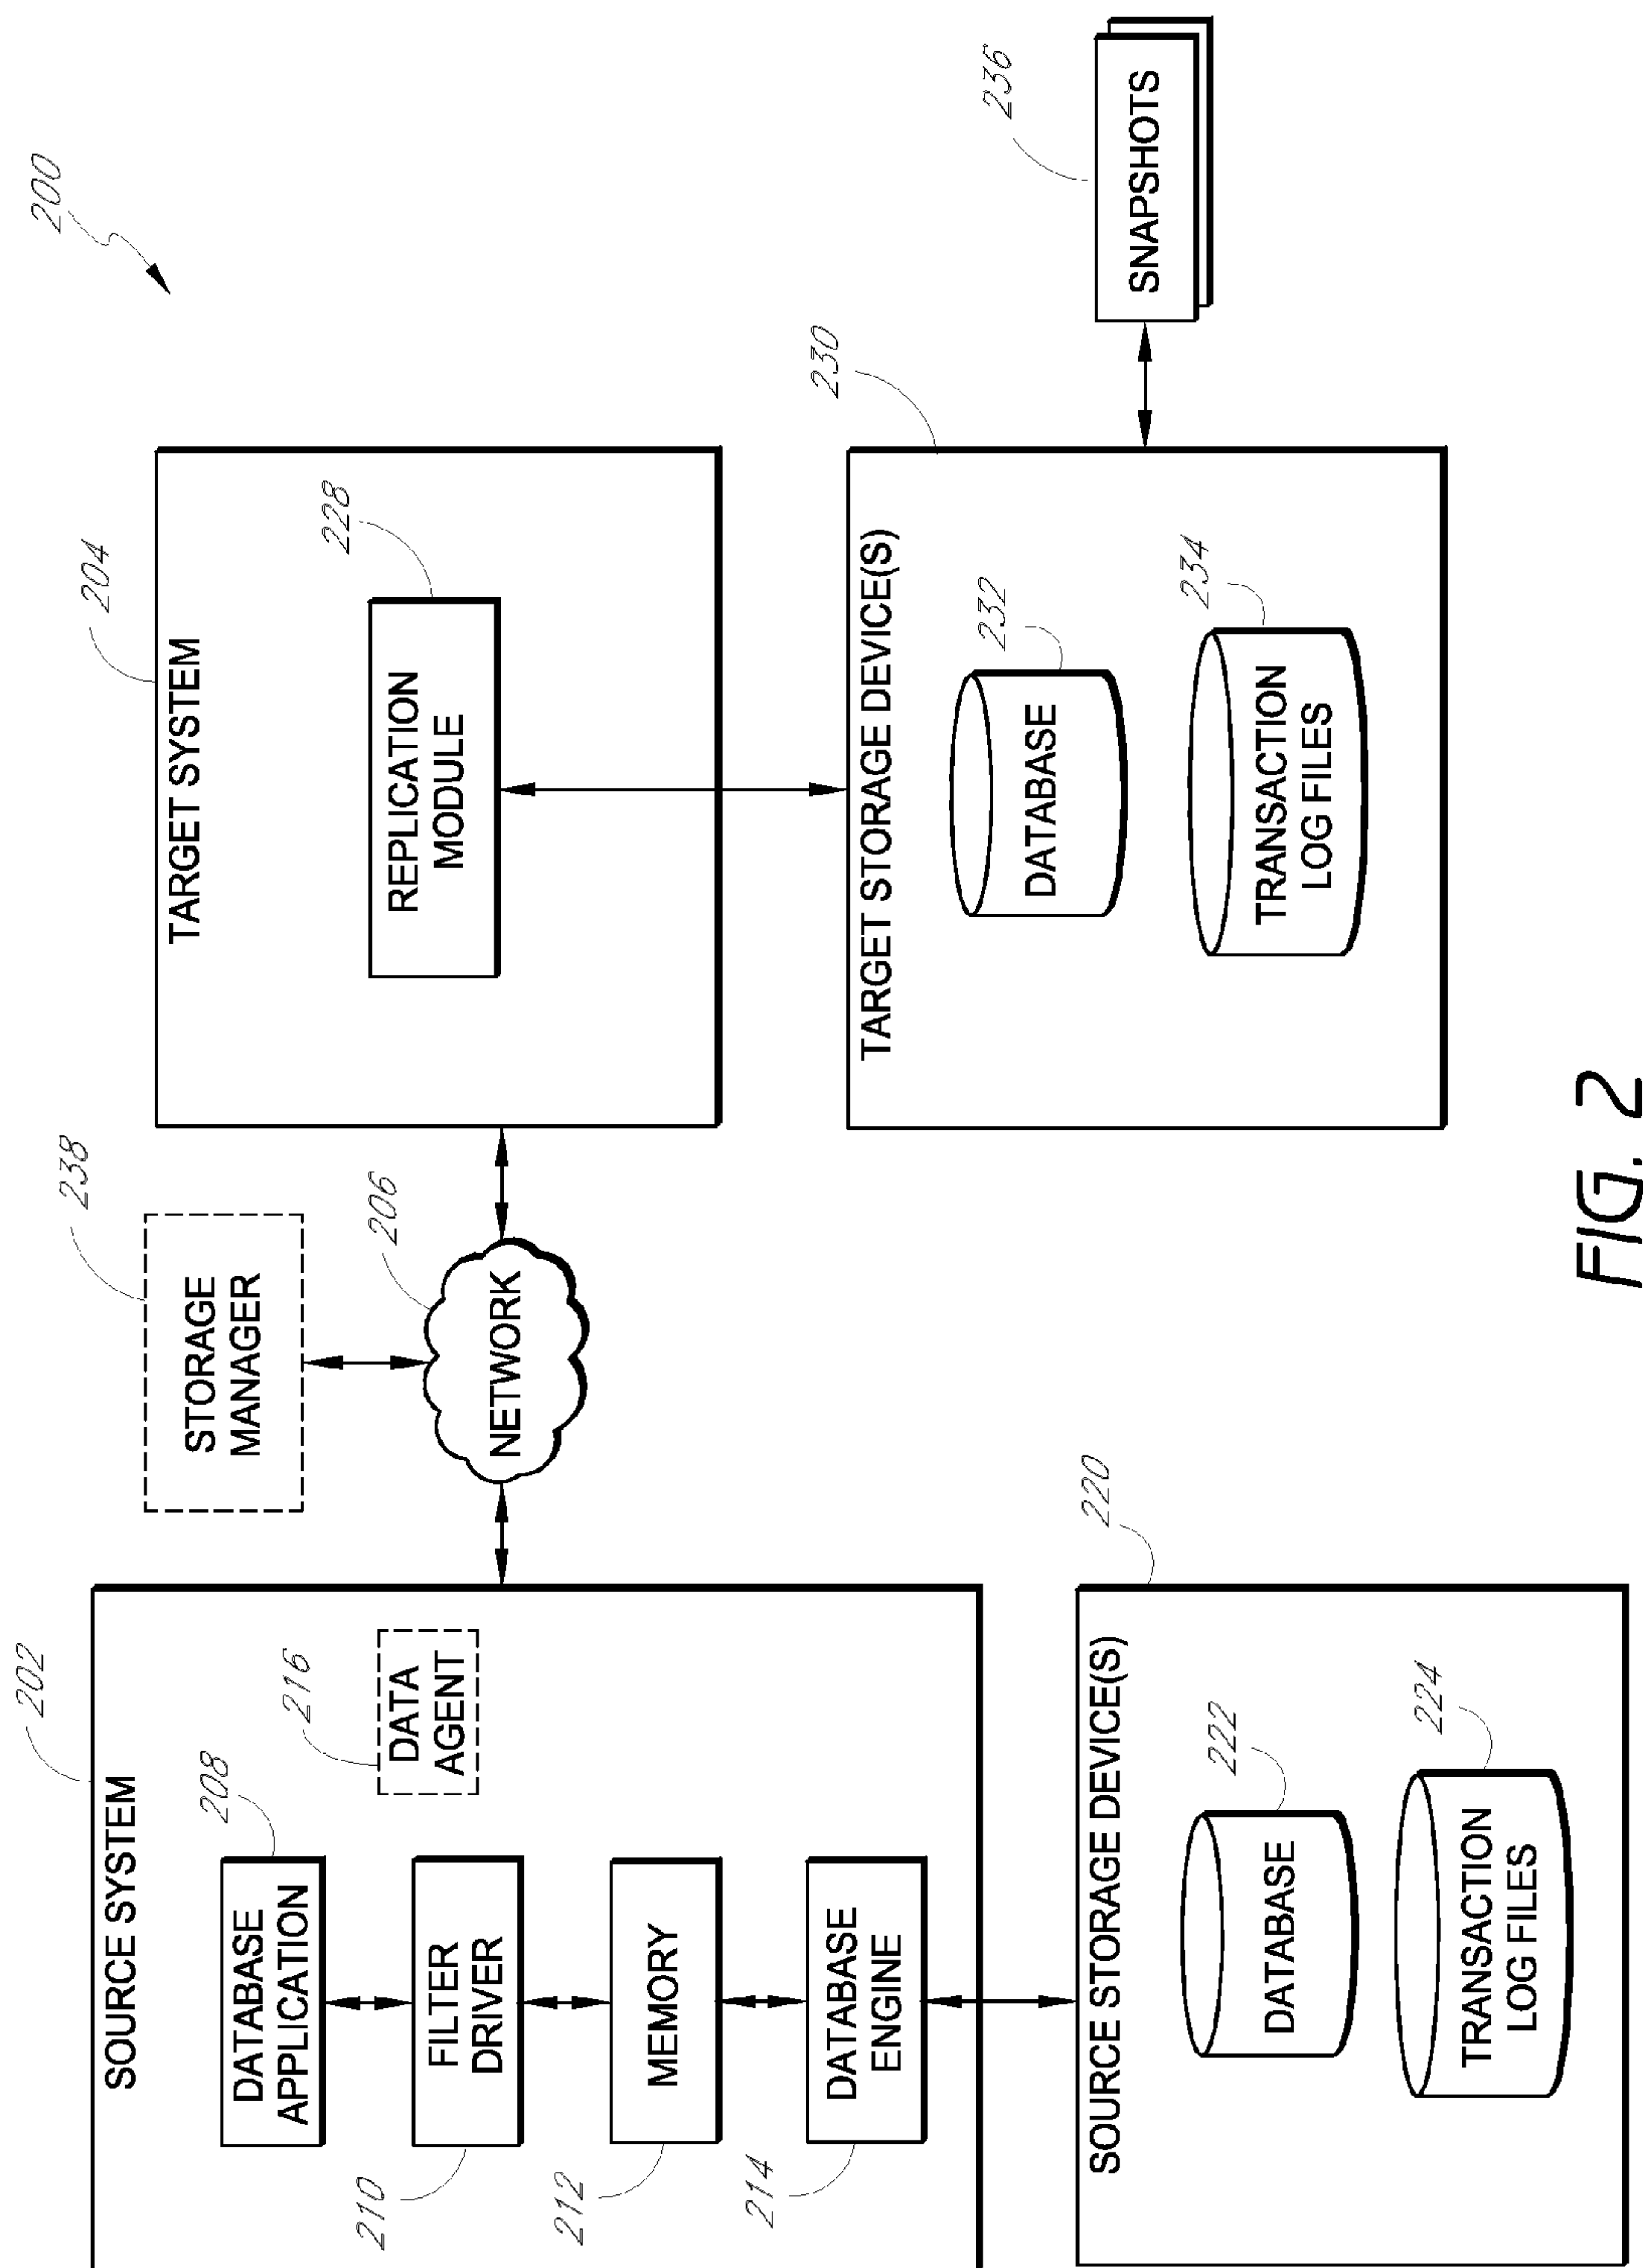 200
202
SOURCE SYSTEM
208
DATABASE
APPLICATION
216
DATA
AGENT
210
FILTER
DRIVER
212
MEMORY
214
DATABASE
ENGINE
238
STORAGE
MANAGER
206
NETWORK
204
TARGET SYSTEM
228
REPLICATION
MODULE
220
SOURCE STORAGE DEVICE(S)
222
DATABASE
224
TRANSACTION
LOG FILES
230
TARGET STORAGE DEVICE(S)
232
DATABASE
234
TRANSACTION
LOG FILES
236
SNAPSHOTS
FIG. 2